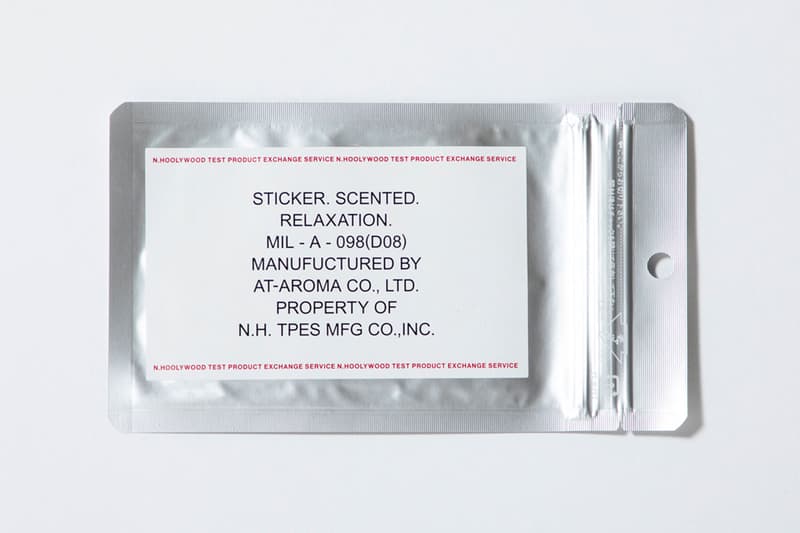 N.HOOLYWOOD TEST PRODUCT EXCHANGE SERVICE N.HOOLYWOOD TEST PRODUCT EXCHANGE SERVICE
STICKER. SCENTED.
RELAXATION.
MIL - A - 098(D08)
MANUFUCTURED BY
AT-AROMA CO., LTD.
PROPERTY OF
N.H. TPES MFG CO.,INC.
N.HOOLYWOOD TEST PRODUCT EXCHANGE SERVICE N.HOOLYWOOD TEST PRODUCT EXCHANGE SERVICE